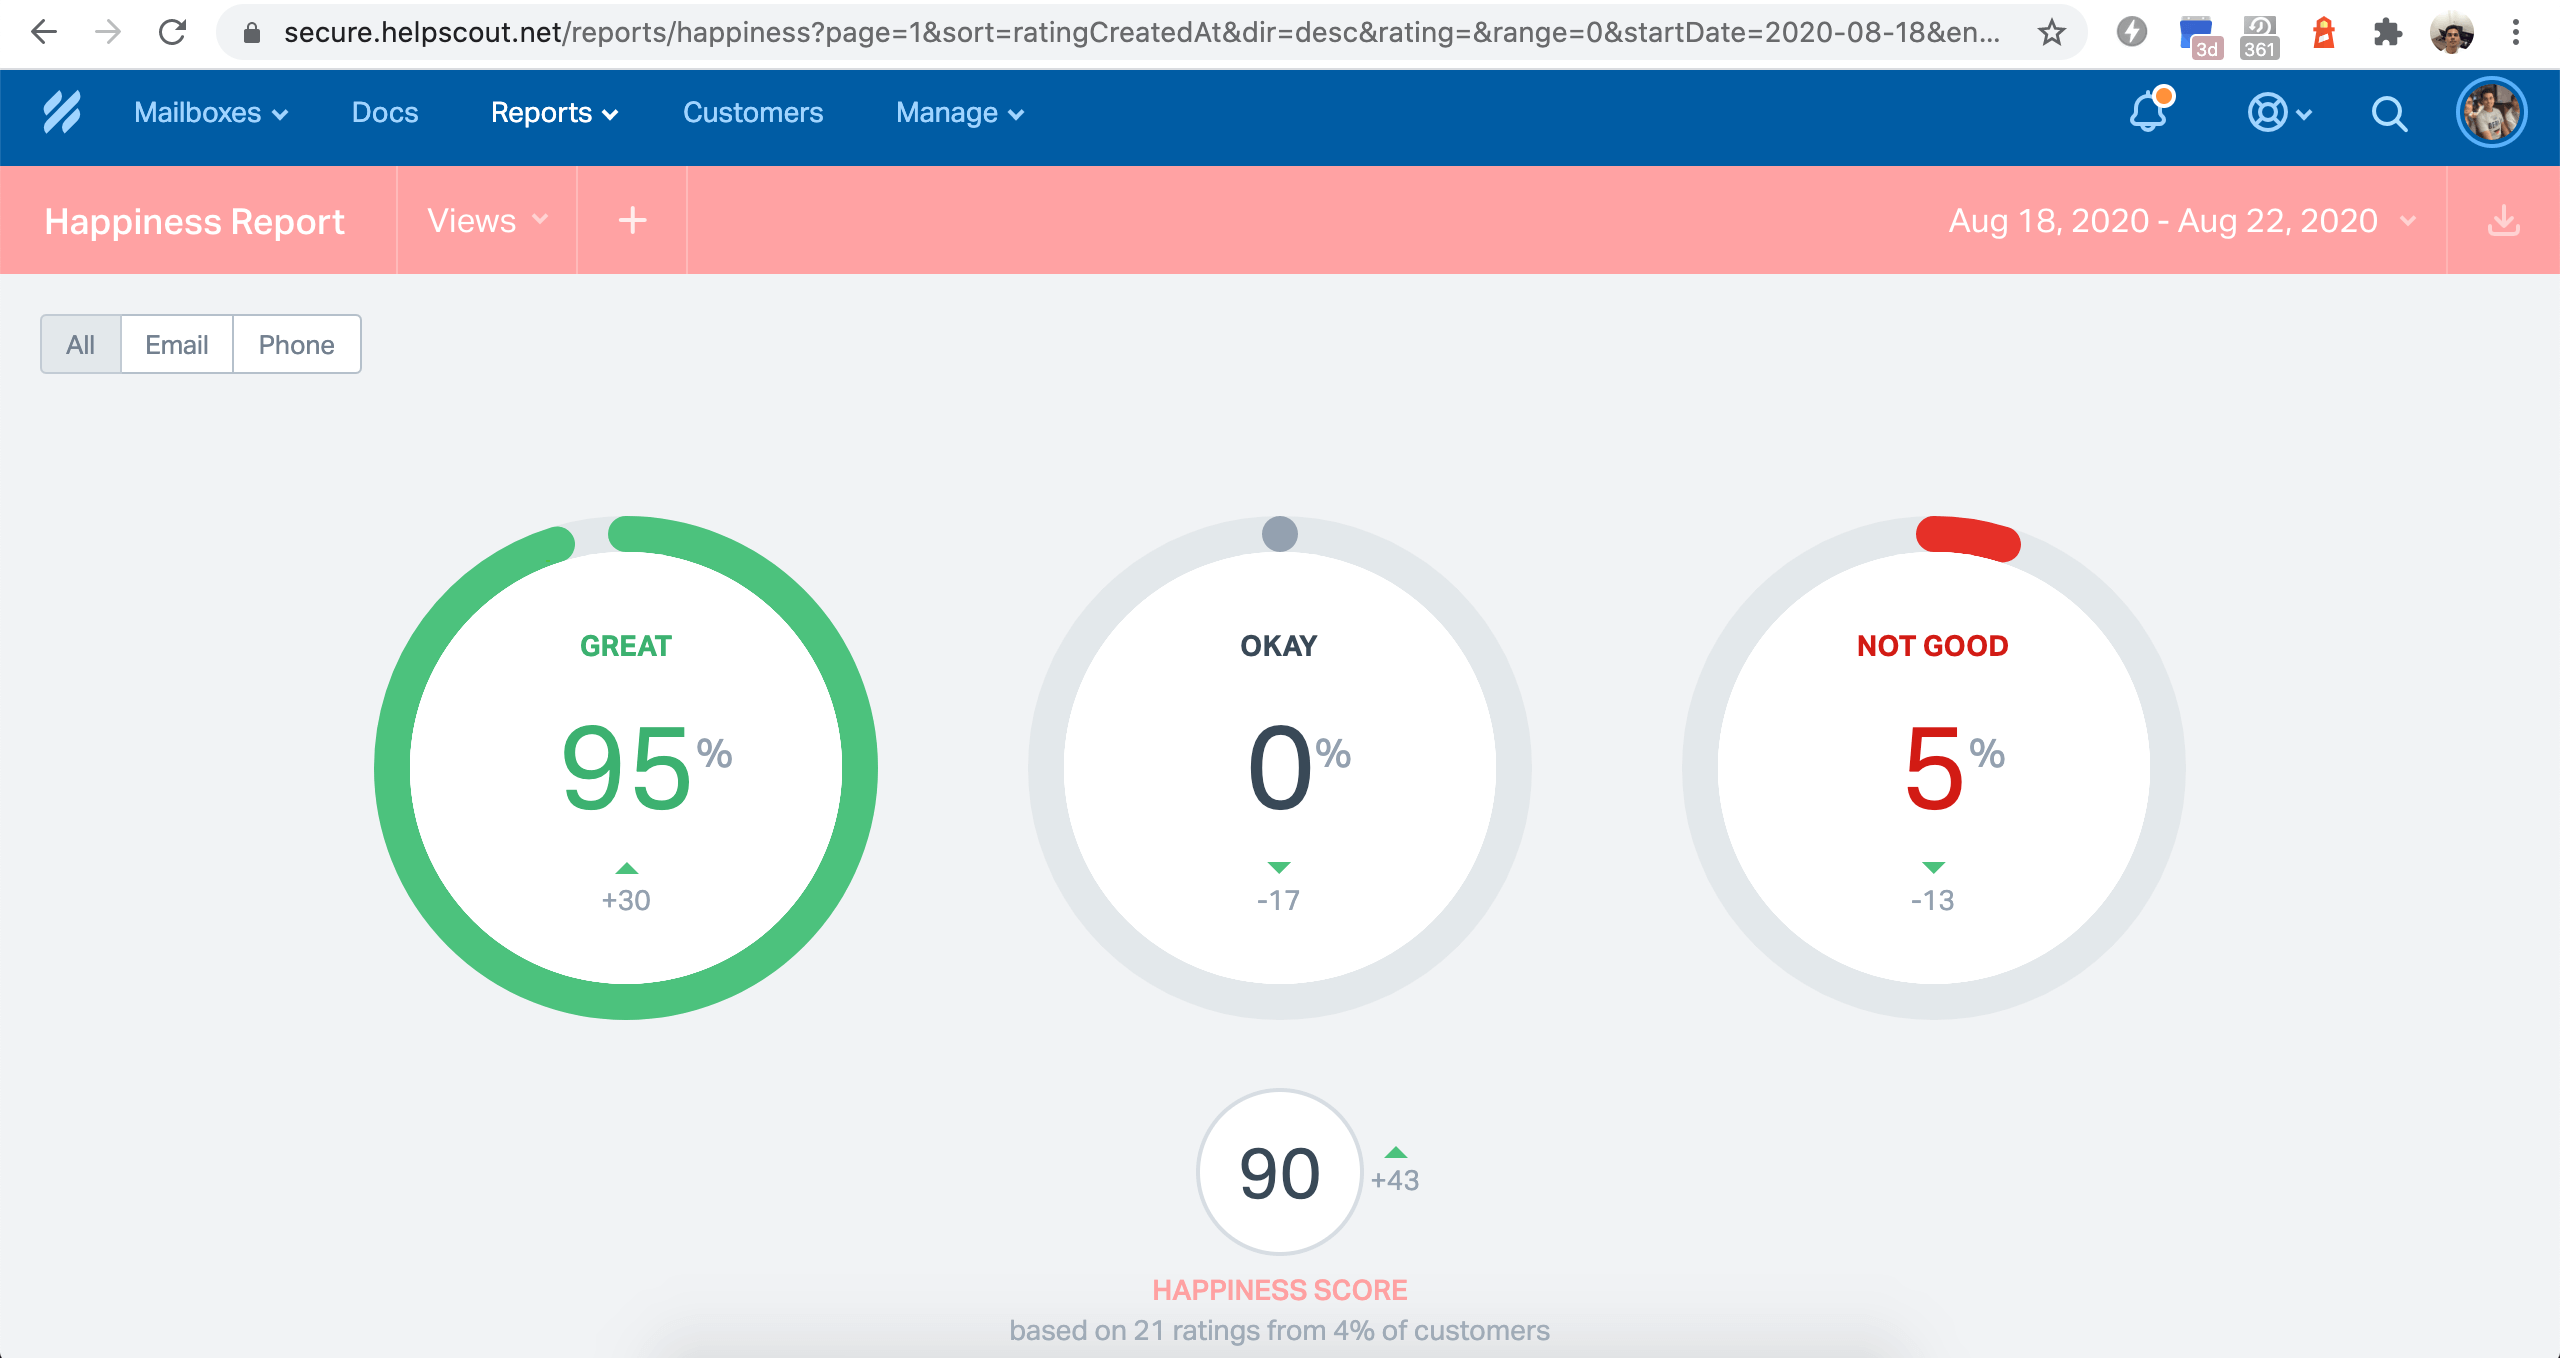 secure.helpscout.net/reports/happiness?page=1&sort=ratingCreatedAt&dir=desc&rating=&range=0&startDate=2020-08-18&en...
3d
361
Mailboxes
Docs
Reports
Customers
Manage
Happiness Report
Views
+
Aug 18, 2020 - Aug 22, 2020
All
Email
Phone
GREAT
95%
+30
OKAY
0%
-17
NOT GOOD
5%
-13
90
+43
HAPPINESS SCORE
based on 21 ratings from 4% of customers